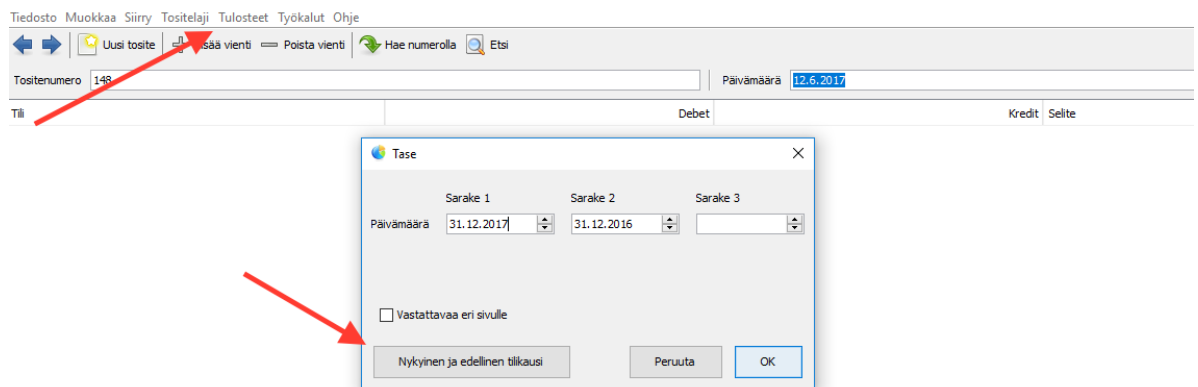 Tiedosto Muokkaa Siirry Tositelaji Tulosteet Työkalut Ohje
Uusi tosite vienti Poista vienti Hae numerolla Etsi
Tositenumero 148 Päivämäärä 12.6.2017
Tili Debet Kredit Selite
Tase
Sarake 1 Sarake 2 Sarake 3
Päivämäärä 31.12.2017 31.12.2016
Vastattavaa eri sivulle
Nykyinen ja edellinen tilikausi Peruuta OK